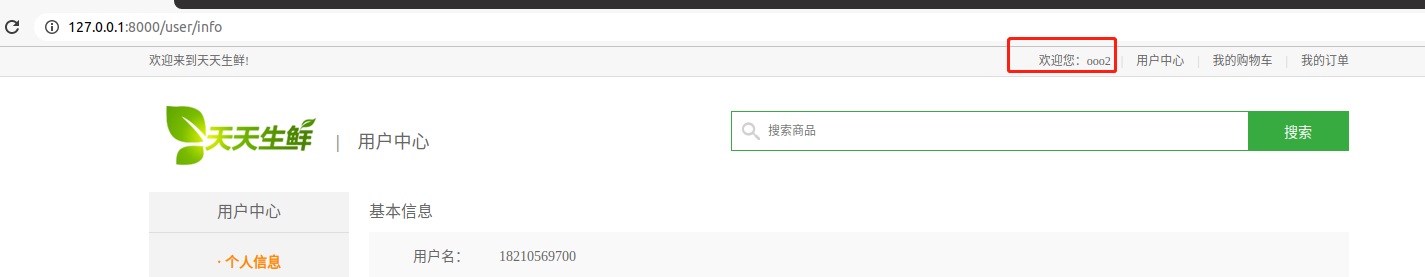 127.0.0.1:8000/user/info
欢迎来到天天生鲜!
欢迎您：ooo2 | 用户中心 | 我的购物车 | 我的订单
天天生鲜 | 用户中心
搜索商品
搜索
用户中心
基本信息
· 个人信息
用户名：
18210569700